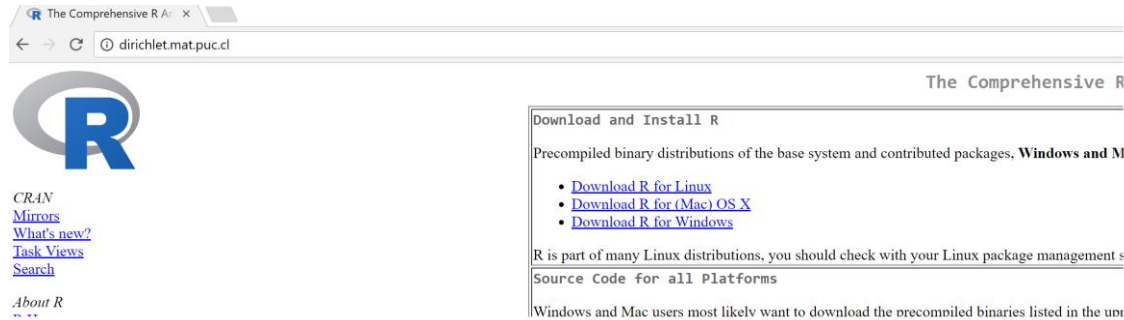 The Comprehensive R Ar
dirichlet.mat.puc.cl
R
The Comprehensive R
CRAN
Mirrors
What's new?
Task Views
Search
About R
Download and Install R
Precompiled binary distributions of the base system and contributed packages, Windows and M
Download R for Linux
Download R for (Mac) OS X
Download R for Windows
R is part of many Linux distributions, you should check with your Linux package management s
Source Code for all Platforms
Windows and Mac users most likely want to download the precompiled binaries listed in the upp